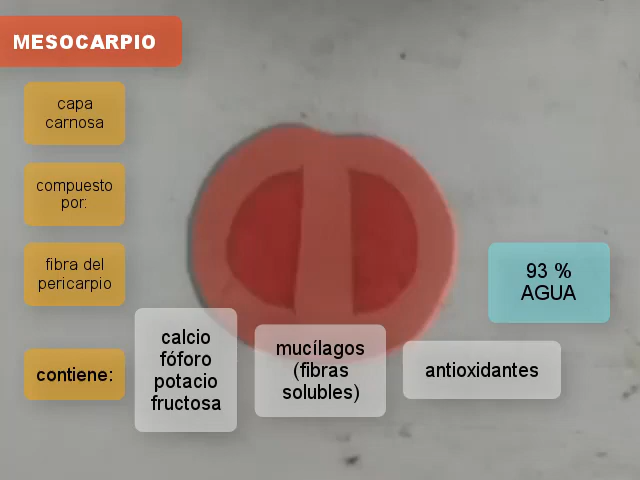 MESOCARPIO
capa
carnosa
compuesto
por:
fibra del
pericarpio
contiene:
calcio
fóforo
potacio
fructosa
mucílagos
(fibras
solubles)
antioxidantes
93 %
AGUA